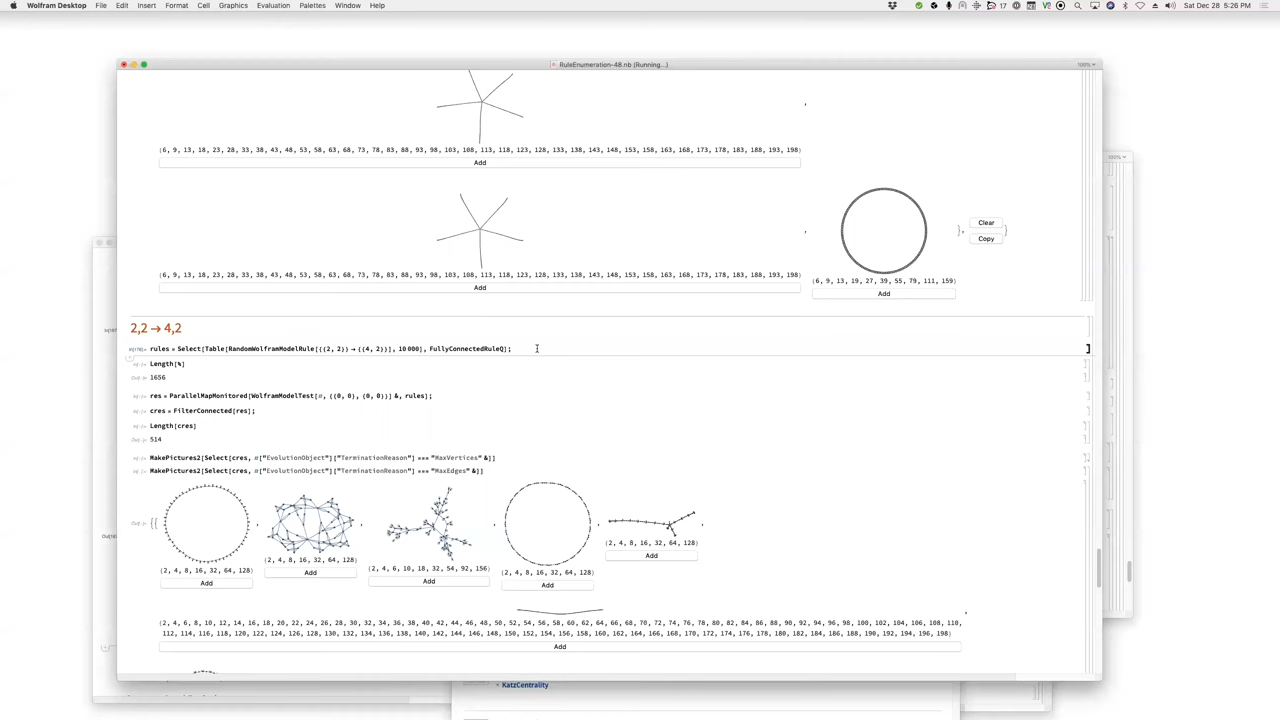 Wolfram Desktop File Edit Insert Format Cell Graphics Evaluation Palettes Window Help
17
Sat Dec 28 5:26 PM
RuleEnumeration-48.nb (Running...)
100%
{6, 9, 13, 18, 23, 28, 33, 38, 43, 48, 53, 58, 63, 68, 73, 78, 83, 88, 93, 98, 103, 108, 113, 118, 123, 128, 133, 138, 143, 148, 153, 158, 163, 168, 173, 178, 183, 188, 193, 198}
Add
,
{6, 9, 13, 18, 23, 28, 33, 38, 43, 48, 53, 58, 63, 68, 73, 78, 83, 88, 93, 98, 103, 108, 113, 118, 123, 128, 133, 138, 143, 148, 153, 158, 163, 168, 173, 178, 183, 188, 193, 198}
Add
,
{6, 9, 13, 19, 27, 39, 55, 79, 111, 159}
Add
}, Clear
Copy }
2,2 → 4,2
rules = Select[Table[RandomWolframModelRule[{{2, 2}} → {{4, 2}}], 10 000], FullyConnectedRuleQ];
Length[%]
1656
res = ParallelMapMonitored[WolframModelTest[#, {{0, 0}, {0, 0}}] &, rules];
cres = FilterConnected[res];
Length[cres]
514
MakePictures2[Select[cres, #["EvolutionObject"]["TerminationReason"] === "MaxVertices" &]]
MakePictures2[Select[cres, #["EvolutionObject"]["TerminationReason"] === "MaxEdges" &]]
{{
{2, 4, 8, 16, 32, 64, 128}
Add
,
{2, 4, 8, 16, 32, 64, 128}
Add
,
{2, 4, 6, 10, 18, 32, 54, 92, 156}
Add
,
{2, 4, 8, 16, 32, 64, 128}
Add
,
{2, 4, 8, 16, 32, 64, 128}
Add
,
{2, 4, 6, 8, 10, 12, 14, 16, 18, 20, 22, 24, 26, 28, 30, 32, 34, 36, 38, 40, 42, 44, 46, 48, 50, 52, 54, 56, 58, 60, 62, 64, 66, 68, 70, 72, 74, 76, 78, 80, 82, 84, 86, 88, 90, 92, 94, 96, 98, 100, 102, 104, 106, 108, 110,
112, 114, 116, 118, 120, 122, 124, 126, 128, 130, 132, 134, 136, 138, 140, 142, 144, 146, 148, 150, 152, 154, 156, 158, 160, 162, 164, 166, 168, 170, 172, 174, 176, 178, 180, 182, 184, 186, 188, 190, 192, 194, 196, 198}
Add
,
100%
KatzCentrality